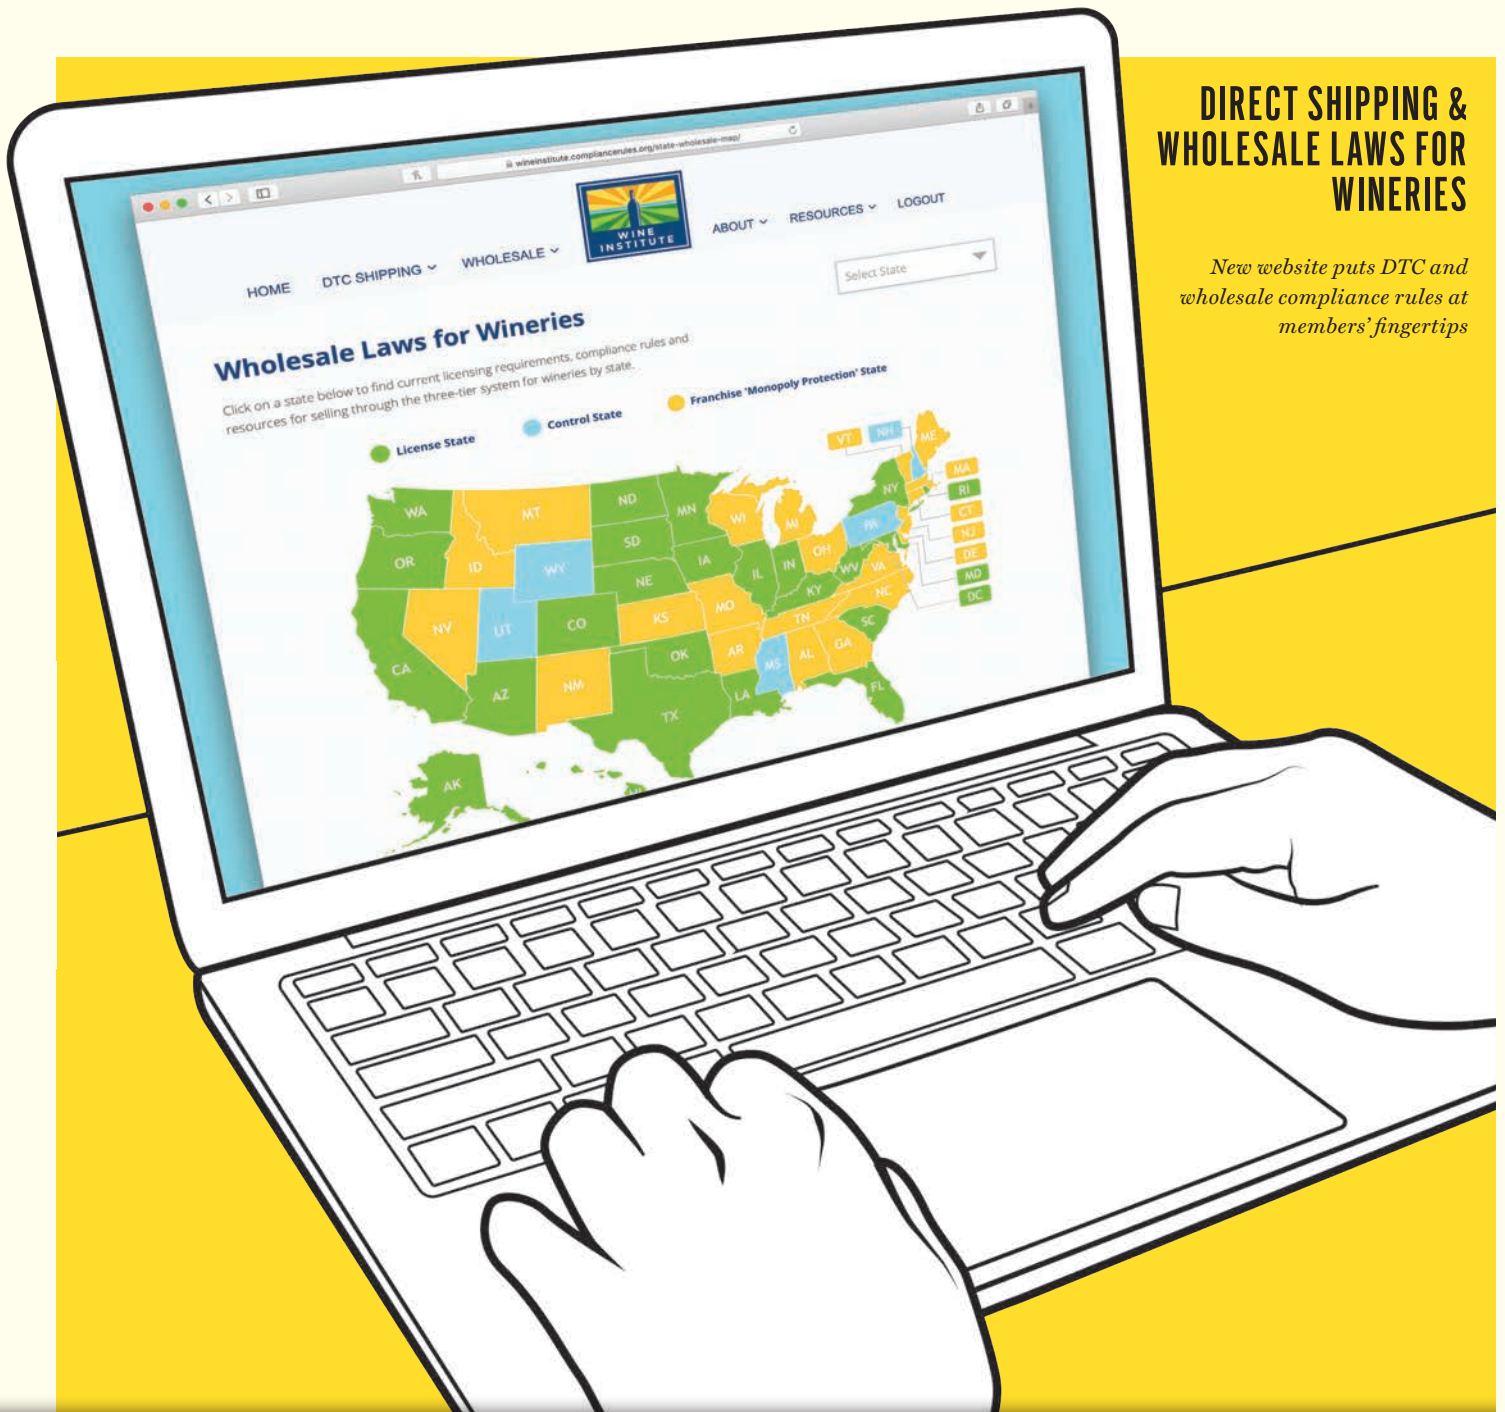 DIRECT SHIPPING &
WHOLESALE LAWS FOR
WINERIES
New website puts DTC and
wholesale compliance rules at
members' fingertips
wineinstitute.compliancerules.org/state-wholesale-map/
HOME
DTC SHIPPING
WHOLESALE
WINE
INSTITUTE
ABOUT
RESOURCES
LOGOUT
Select State
Wholesale Laws for Wineries
Click on a state below to find current licensing requirements, compliance rules and
resources for selling through the three-tier system for wineries by state.
License State
Control State
Franchise 'Monopoly Protection' State
VT
NH
ME
MA
RI
CT
NJ
DE
MD
DC
WA
MT
ND
MN
WI
MI
NY
PA
OR
ID
WY
SD
IA
IL
IN
OH
WV
VA
NV
UT
CO
NE
KS
MO
KY
NC
TN
SC
CA
AZ
NM
OK
AR
MS
AL
GA
TX
LA
FL
AK
HI